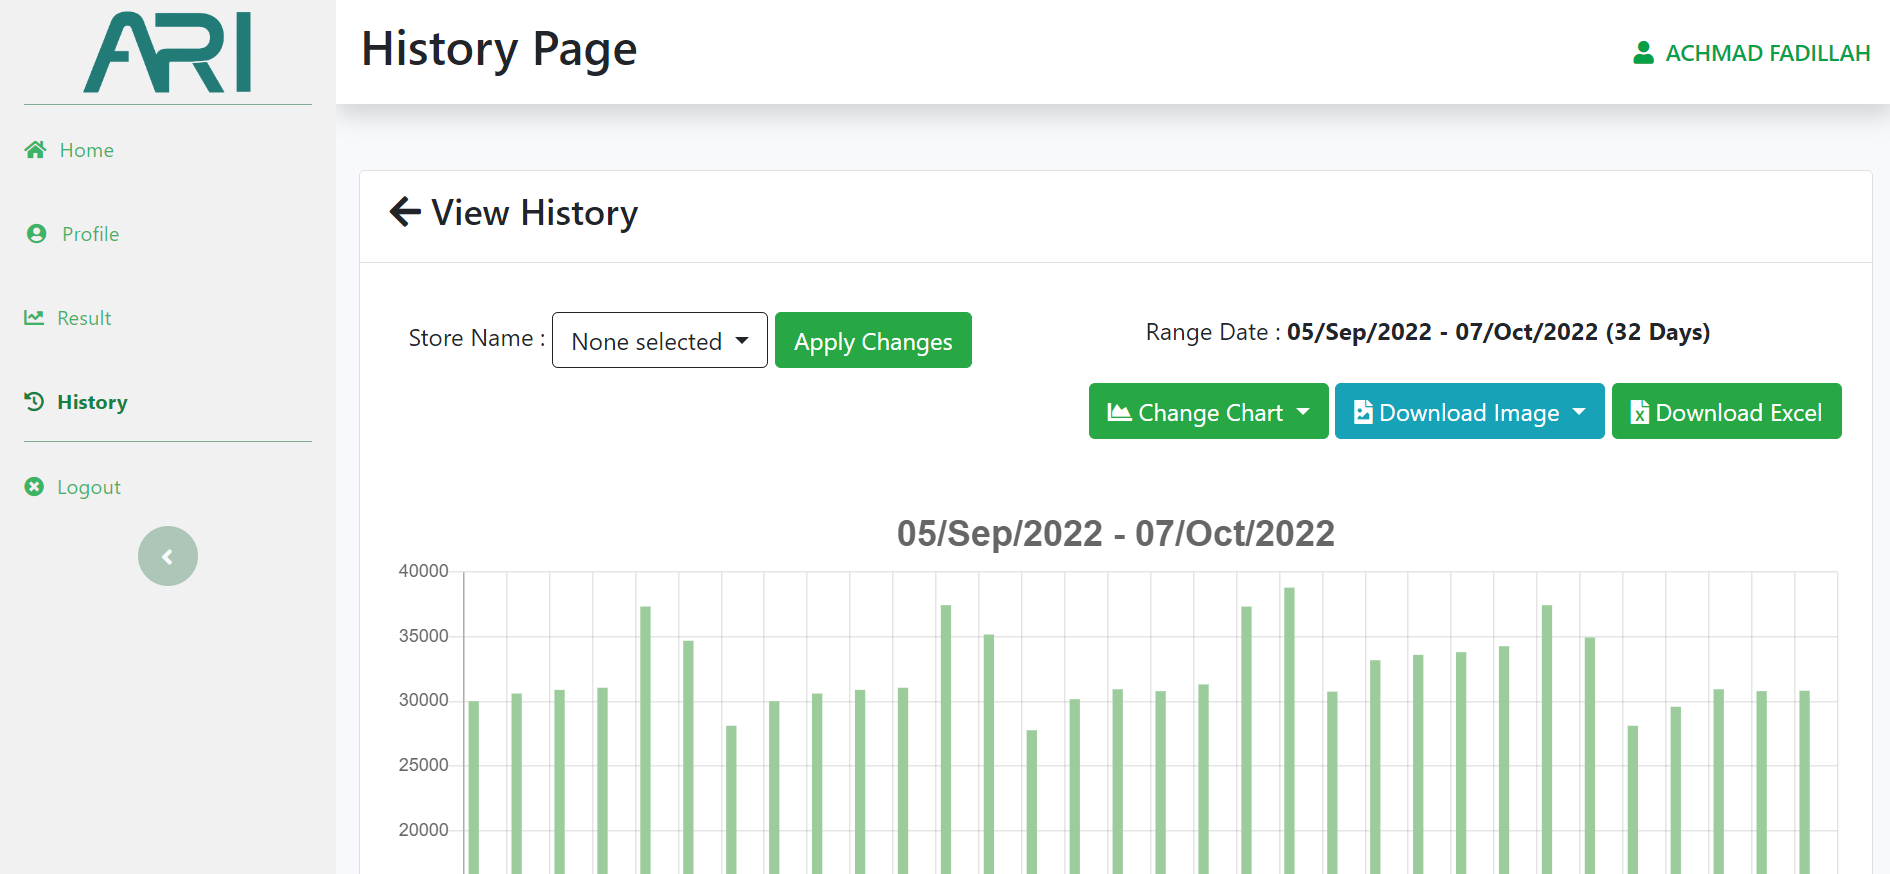 ARI
History Page
ACHMAD FADILLAH
Home
Profile
Result
History
Logout
View History
Store Name :
None selected
Apply Changes
Range Date : 05/Sep/2022 - 07/Oct/2022 (32 Days)
Change Chart
Download Image
Download Excel
05/Sep/2022 - 07/Oct/2022
40000
35000
30000
25000
20000